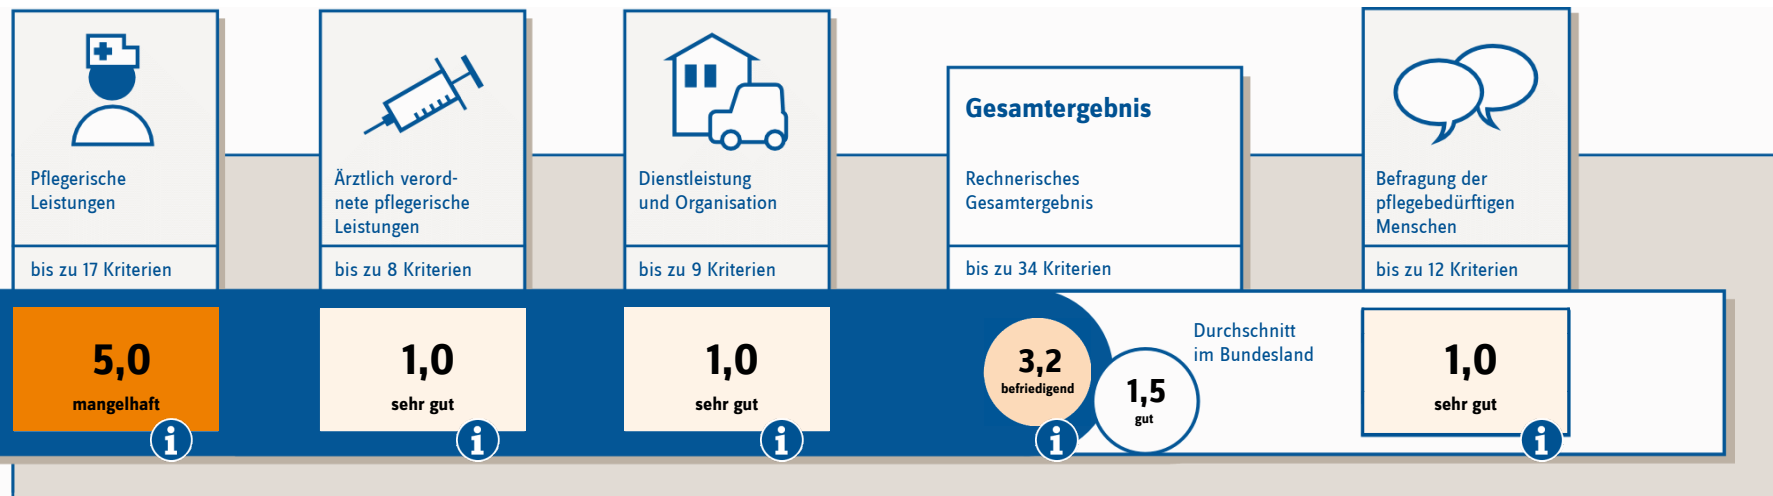 Pflegerische
Leistungen
bis zu 17 Kriterien
5,0
mangelhaft
i
Ärztlich verord-
nete pflegerische
Leistungen
bis zu 8 Kriterien
1,0
sehr gut
i
Dienstleistung
und Organisation
bis zu 9 Kriterien
1,0
sehr gut
i
Gesamtergebnis
Rechnerisches
Gesamtergebnis
bis zu 34 Kriterien
3,2
befriedigend
i
1,5
gut
Durchschnitt
im Bundesland
Befragung der
pflegebedürftigen
Menschen
bis zu 12 Kriterien
1,0
sehr gut
i